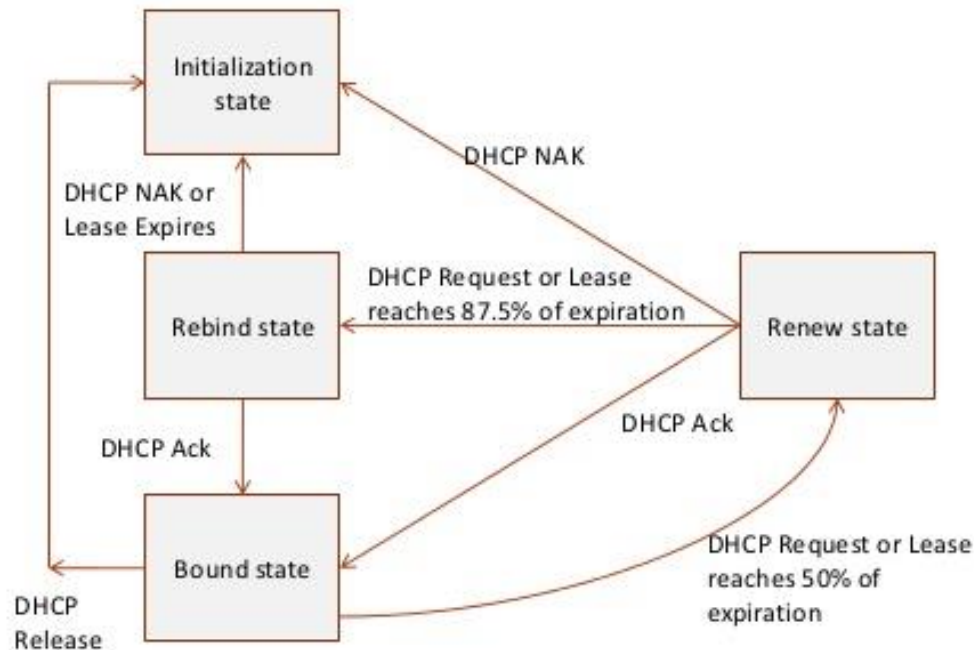 Initialization
state
DHCP NAK
DHCP NAK or
Lease Expires
DHCP Request or Lease
reaches 87.5% of expiration
Rebind state
Renew state
DHCP Ack
DHCP Ack
Bound state
DHCP Request or Lease
reaches 50% of
expiration
DHCP
Release